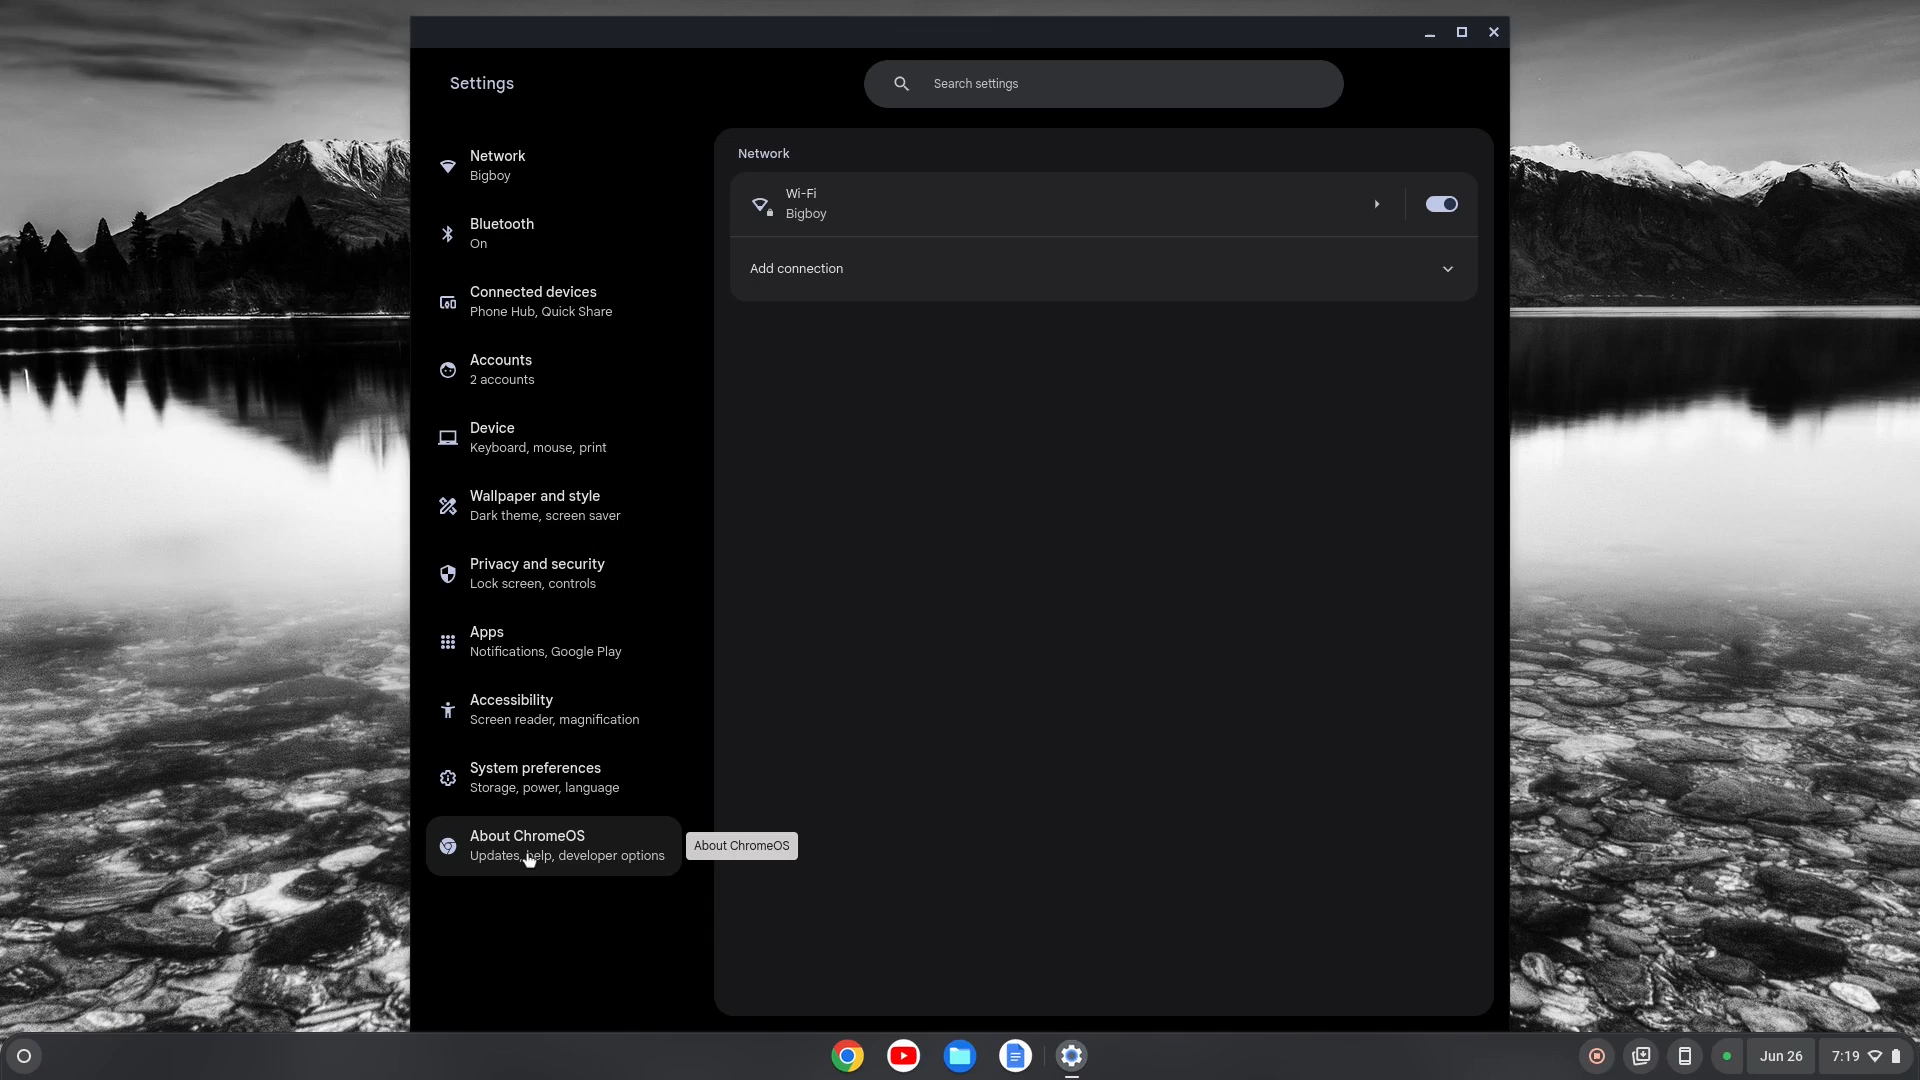 Settings
Search settings
Network
Bigboy
Bluetooth
On
Connected devices
Phone Hub, Quick Share
Accounts
2 accounts
Device
Keyboard, mouse, print
Wallpaper and style
Dark theme, screen saver
Privacy and security
Lock screen, controls
Apps
Notifications, Google Play
Accessibility
Screen reader, magnification
System preferences
Storage, power, language
About ChromeOS
Updates, help, developer options
About ChromeOS
Network
Wi-Fi
Bigboy
Add connection
Jun 26
7:19